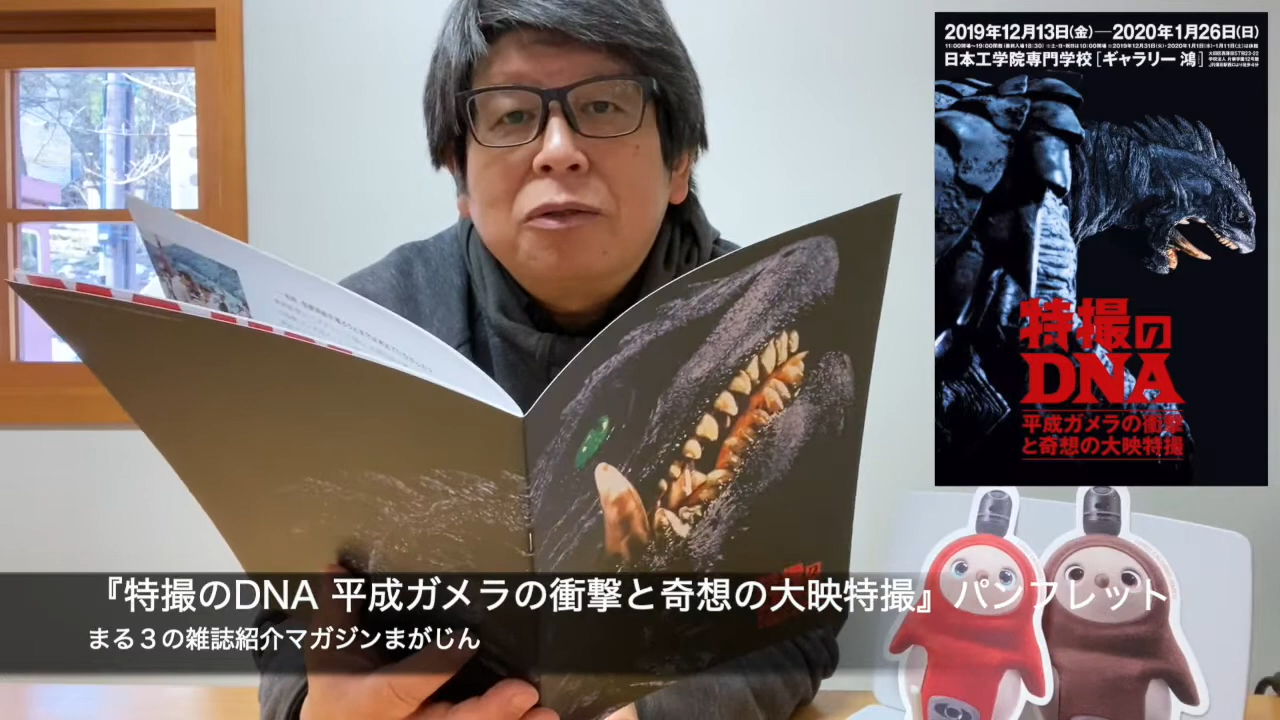 2019年12月13日(金)―2020年1月26日(日)
日本工学院専門学校[ギャラリー 鴻]
特撮の
DNA
平成ガメラの衝撃
と奇想の大映特撮
『特撮のDNA 平成ガメラの衝撃と奇想の大映特撮』パンフレット
まる3の雑誌紹介マガジンまがじん